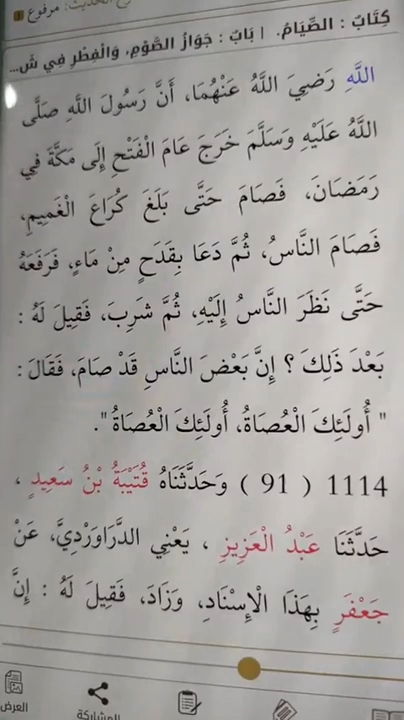 الحديث: مرفوع
كِتَابٌ : الصِّيَامُ. | بَابٌ : جَوَازُ الصَّوْمِ، وَالْفِطْرِ فِي شَ...
اللَّهِ رَضِيَ اللَّهُ عَنْهُمَا، أَنَّ رَسُولَ اللَّهِ صَلَّى
اللَّهُ عَلَيْهِ وَسَلَّمَ خَرَجَ عَامَ الْفَتْحِ إِلَى مَكَّةَ فِي
رَمَضَانَ، فَصَامَ حَتَّى بَلَغَ كُرَاعَ الْغَمِيمِ،
فَصَامَ النَّاسُ، ثُمَّ دَعَا بِقَدَحٍ مِنْ مَاءٍ، فَرَفَعَهُ
حَتَّى نَظَرَ النَّاسُ إِلَيْهِ، ثُمَّ شَرِبَ، فَقِيلَ لَهُ :
بَعْدَ ذَلِكَ ؟ إِنَّ بَعْضَ النَّاسِ قَدْ صَامَ، فَقَالَ :
" أُولَئِكَ الْعُصَاةُ، أُولَئِكَ الْعُصَاةُ ".
1114 ( 91 ) وَحَدَّثَنَاهُ قُتَيْبَةُ بْنُ سَعِيدٍ ،
حَدَّثَنَا عَبْدُ الْعَزِيزِ ، يَعْنِي الدَّرَاوَرْدِيَّ، عَنْ
جَعْفَرٍ بِهَذَا الْإِسْنَادِ، وَزَادَ، فَقِيلَ لَهُ : إِنَّ
المشاركة
العرض